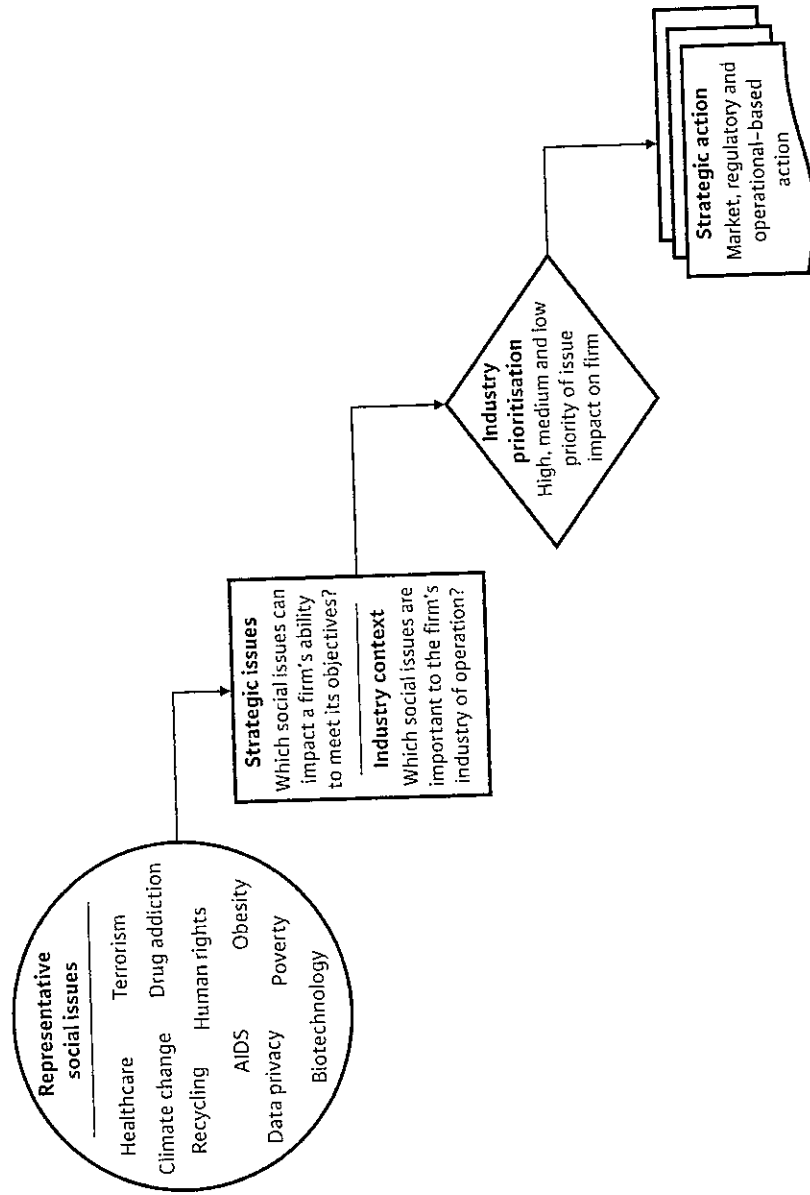 Representative
social issues
Healthcare Terrorism
Climate change Drug addiction
Recycling Human rights
AIDS Obesity
Data privacy Poverty
Biotechnology
Strategic issues
Which social issues can
impact a firm's ability
to meet its objectives?
Industry context
Which social issues are
important to the firm's
industry of operation?
Industry
prioritisation
High, medium and low
priority of issue
impact on firm
Strategic action
Market, regulatory and
operational-based
action